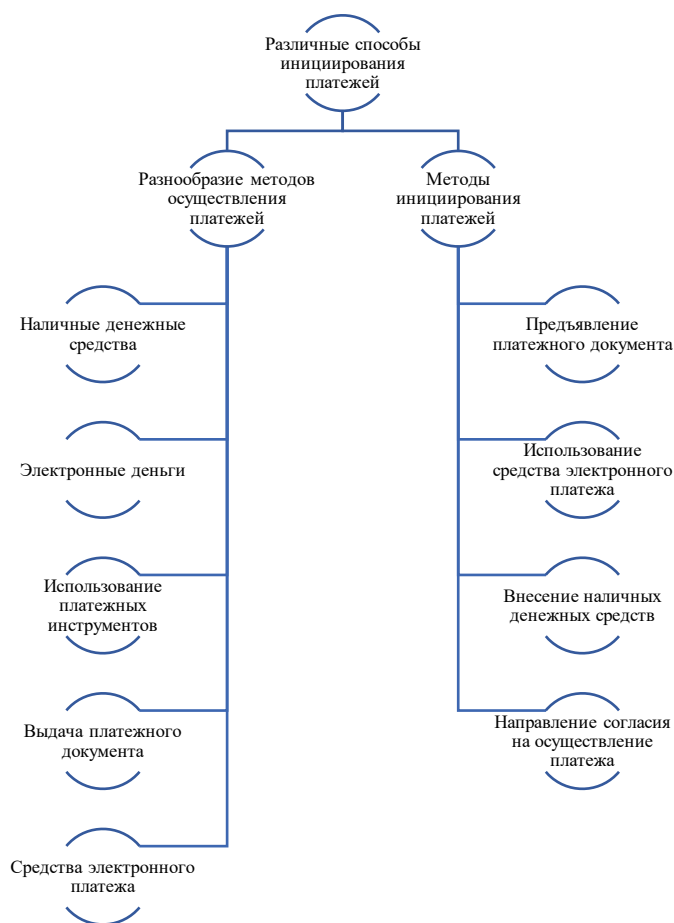 Различные способы
инициирования
платежей
Разнообразие методов
осуществления
платежей
Методы
инициирования
платежей
Наличные денежные
средства
Электронные деньги
Использование
платежных
инструментов
Выдача платежного
документа
Средства электронного
платежа
Предъявление
платежного документа
Использование
средства электронного
платежа
Внесение наличных
денежных средств
Направление согласия
на осуществление
платежа